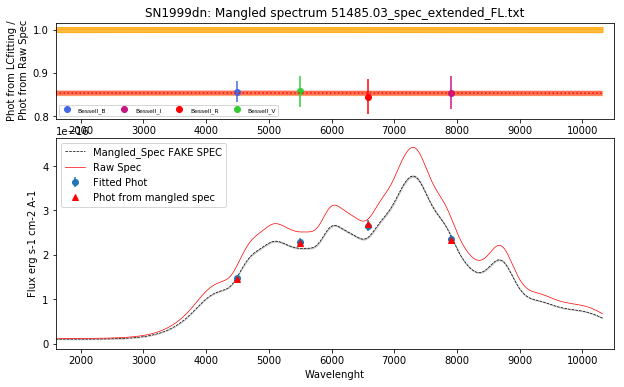 SN1999dn: Mangled spectrum 51485.03_spec_extended_FL.txt
Phot from LCfitting /
Phot from Raw Spec
1.0
0.9
0.8
Bessell_B Bessell_I Bessell_R Bessell_V
2000 3000 4000 5000 6000 7000 8000 9000 10000
1e−16
Flux erg s-1 cm-2 A-1
4
3
2
1
0
Mangled_Spec FAKE SPEC
Raw Spec
Fitted Phot
Phot from mangled spec
2000 3000 4000 5000 6000 7000 8000 9000 10000
Wavelenght